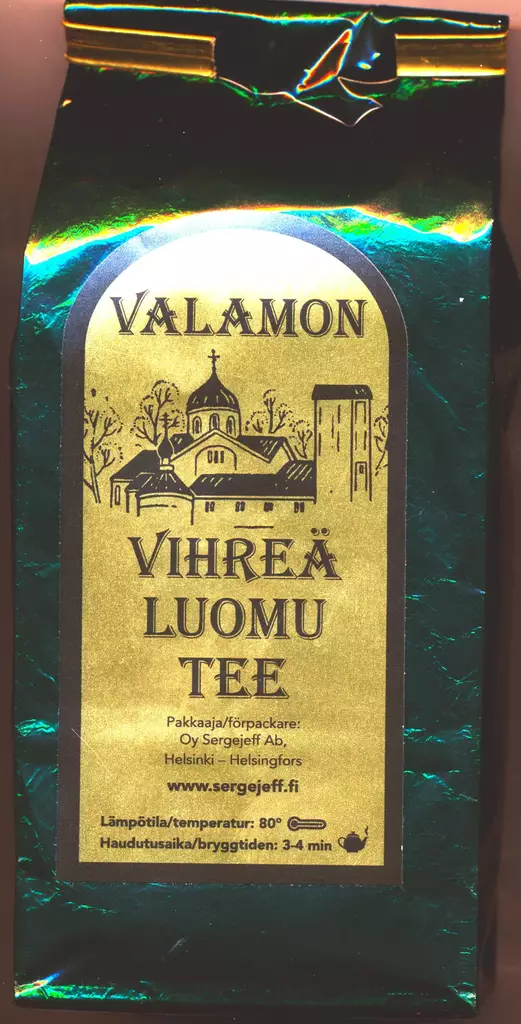 VALAMON
VIHREÄ
LUOMU
TEE
Pakkaaja/förpackare:
Oy Sergejeff Ab,
Helsinki – Helsingfors
www.sergejeff.fi
Lämpötila/temperatur: 80°
Haudutusaika/bryggtiden: 3-4 min